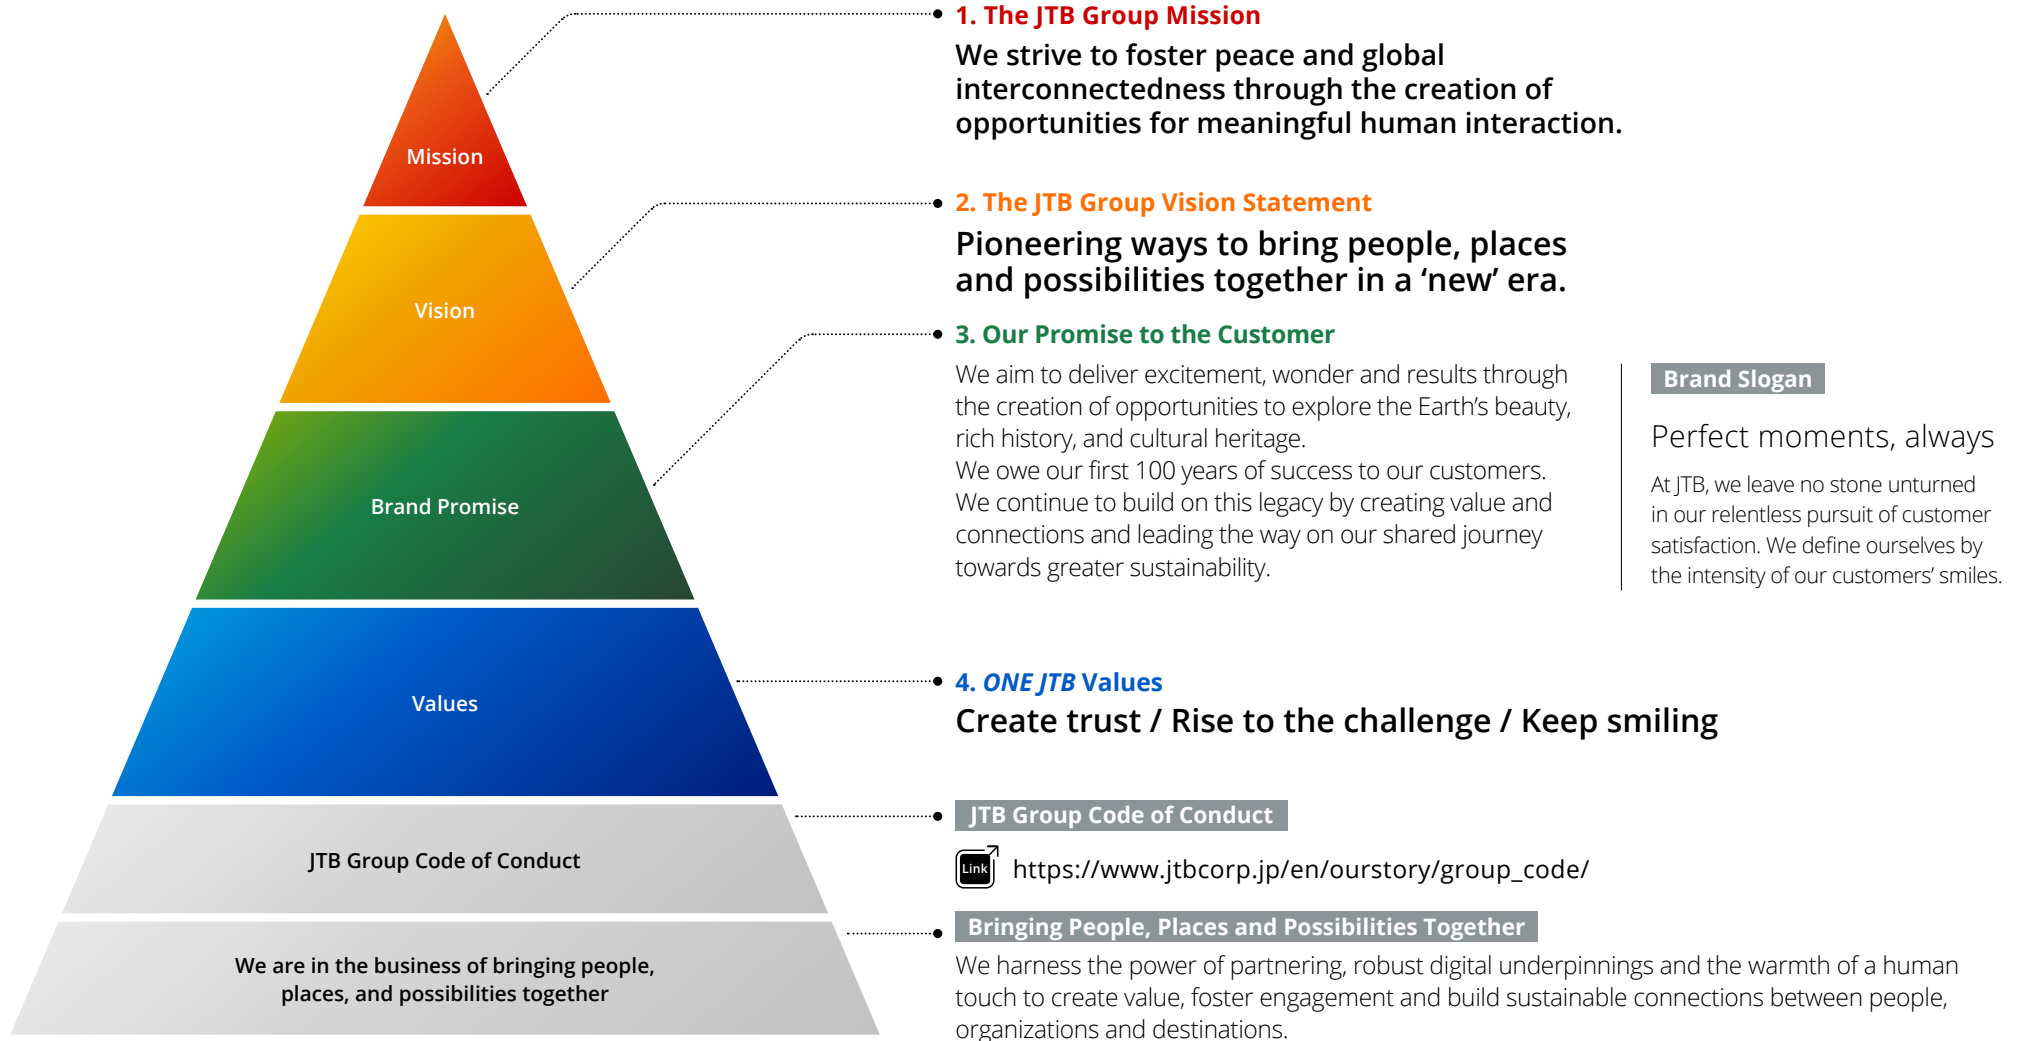 Mission
Vision
Brand Promise
Values
JTB Group Code of Conduct
We are in the business of bringing people,
places, and possibilities together
1. The JTB Group Mission
We strive to foster peace and global
interconnectedness through the creation of
opportunities for meaningful human interaction.
2. The JTB Group Vision Statement
Pioneering ways to bring people, places
and possibilities together in a ‘new’ era.
3. Our Promise to the Customer
We aim to deliver excitement, wonder and results through
the creation of opportunities to explore the Earth’s beauty,
rich history, and cultural heritage.
We owe our first 100 years of success to our customers.
We continue to build on this legacy by creating value and
connections and leading the way on our shared journey
towards greater sustainability.
Brand Slogan
Perfect moments, always
At JTB, we leave no stone unturned
in our relentless pursuit of customer
satisfaction. We define ourselves by
the intensity of our customers’ smiles.
4. ONE JTB Values
Create trust / Rise to the challenge / Keep smiling
JTB Group Code of Conduct
Link https://www.jtbcorp.jp/en/ourstory/group_code/
Bringing People, Places and Possibilities Together
We harness the power of partnering, robust digital underpinnings and the warmth of a human
touch to create value, foster engagement and build sustainable connections between people,
organizations and destinations.